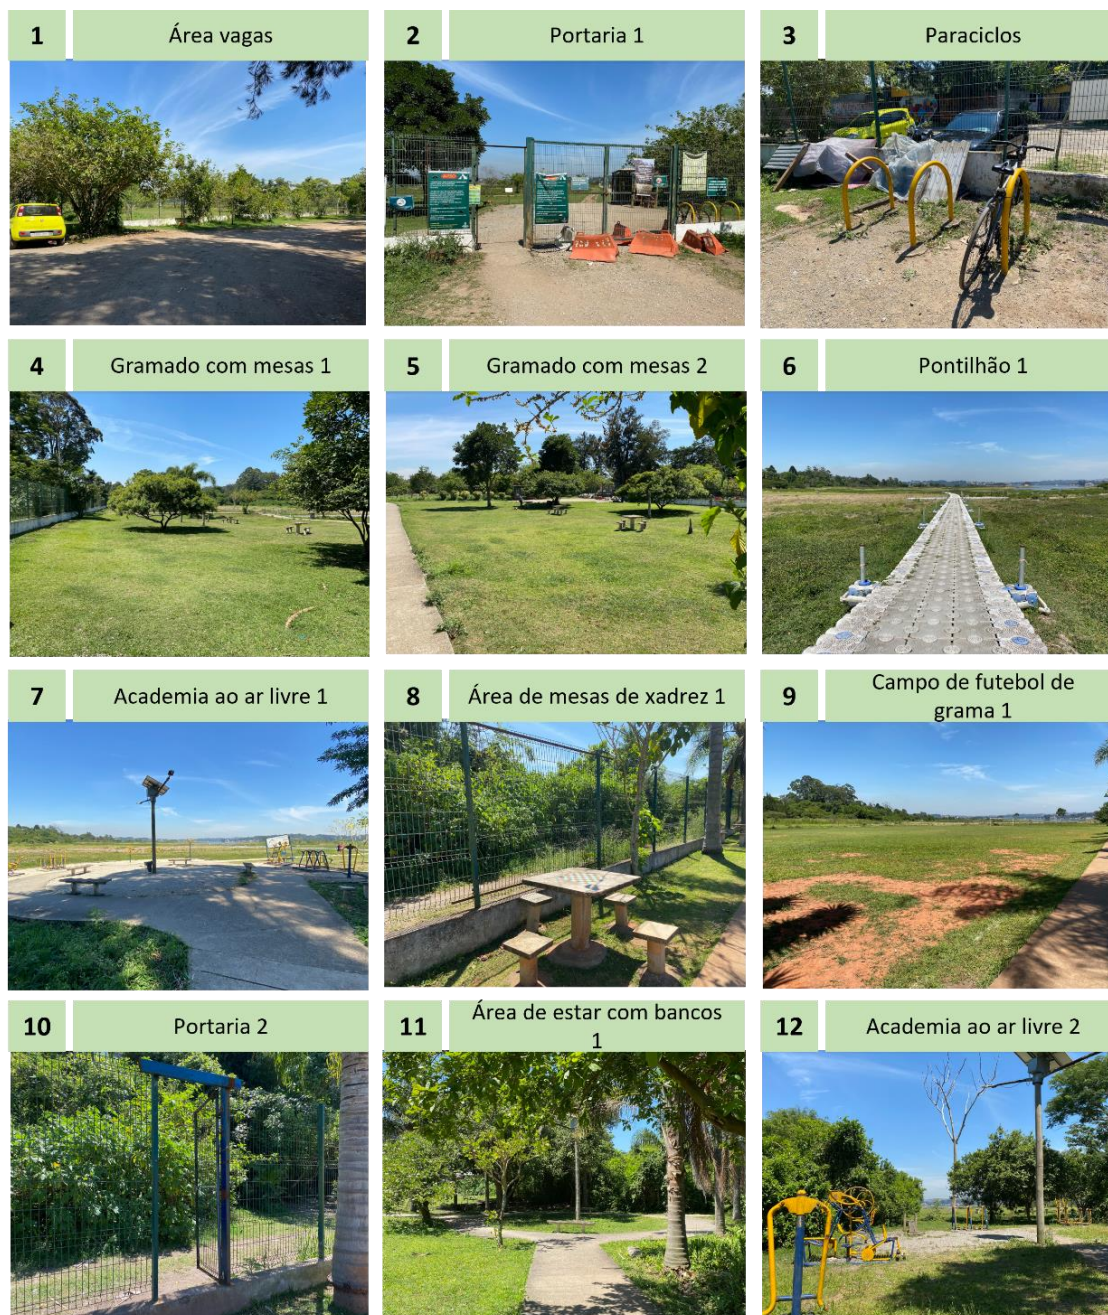 1 Área vagas
2 Portaria 1
3 Paraciclos
4 Gramado com mesas 1
5 Gramado com mesas 2
6 Pontilhão 1
7 Academia ao ar livre 1
8 Área de mesas de xadrez 1
9 Campo de futebol de
grama 1
10 Portaria 2
11 Área de estar com bancos
1
12 Academia ao ar livre 2